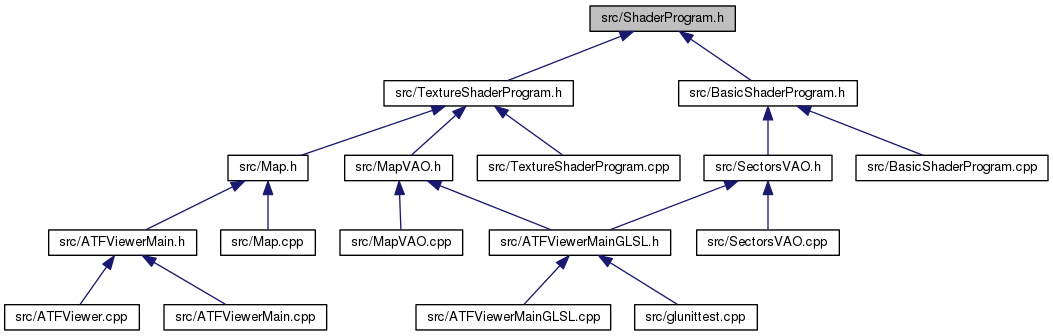 src/ShaderProgram.h
src/TextureShaderProgram.h
src/BasicShaderProgram.h
src/Map.h
src/MapVAO.h
src/TextureShaderProgram.cpp
src/SectorsVAO.h
src/BasicShaderProgram.cpp
src/ATFViewerMain.h
src/Map.cpp
src/MapVAO.cpp
src/ATFViewerMainGLSL.h
src/SectorsVAO.cpp
src/ATFViewer.cpp
src/ATFViewerMain.cpp
src/ATFViewerMainGLSL.cpp
src/glunittest.cpp